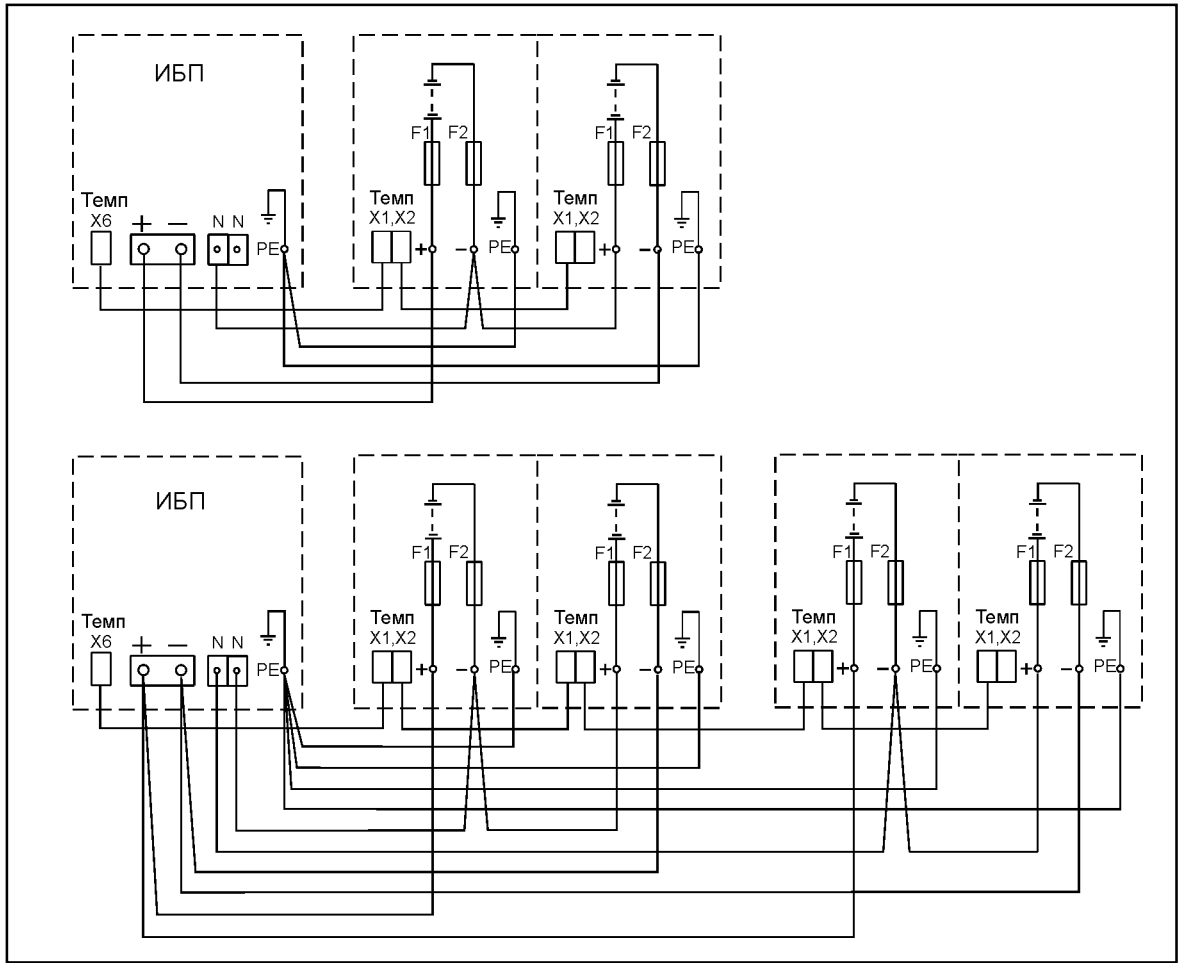 ИБП
F1 F2 F1 F2
Темп Темп Темп
X6 + — N N PE X1,X2 + – PE X1,X2 + – PE
ИБП
F1 F2 F1 F2 F1 F2 F1 F2
Темп Темп Темп Темп Темп
X6 + — N N PE X1,X2 + – PE X1,X2 + – PE X1,X2 + – PE X1,X2 + – PE